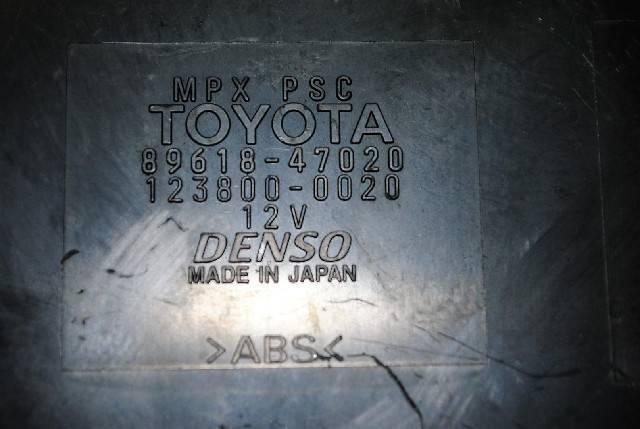 MPX PSC
TOYOTA
89618-47020
123800-0020
12V
DENSO
MADE IN JAPAN
>ABS<